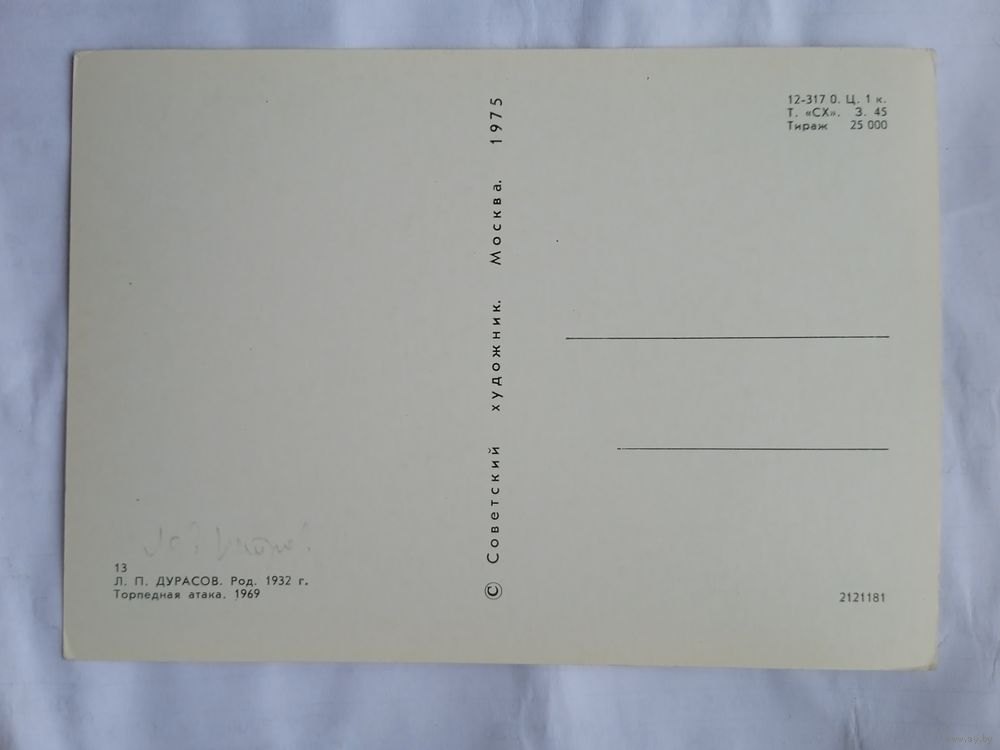 12-317 0. Ц. 1 к.
Т. «СХ». З. 45
Тираж 25 000
© Советский художник. Москва. 1975
13
Л. П. ДУРАСОВ. Род. 1932 г.
Торпедная атака. 1969
2121181